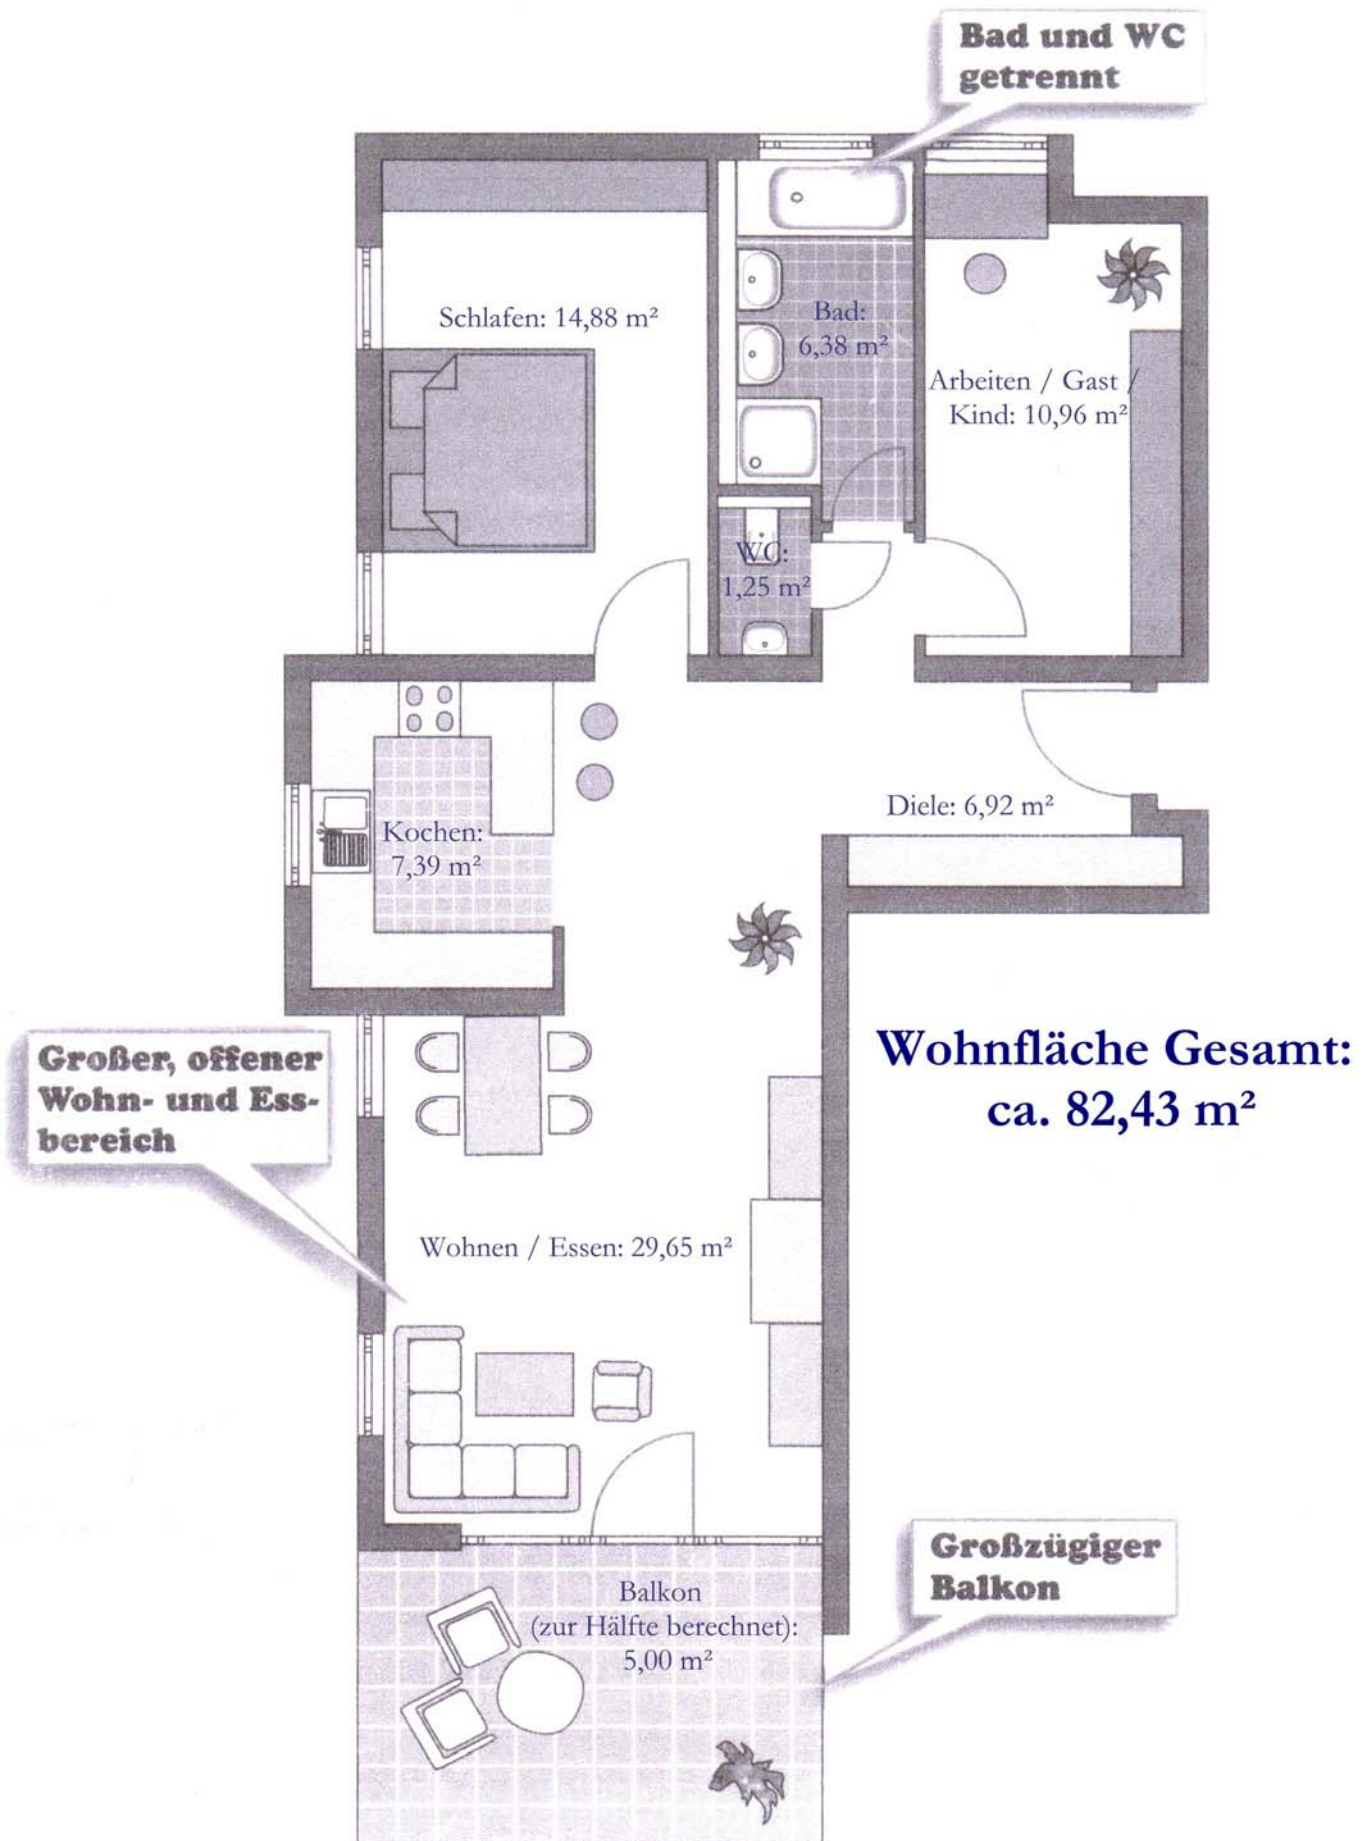 Bad und WC
getrennt
Schlafen: 14,88 m²
Bad:
6,38 m²
Arbeiten / Gast /
Kind: 10,96 m²
WC:
1,25 m²
Diele: 6,92 m²
Kochen:
7,39 m²
Großer, offener
Wohn- und Ess-
bereich
Wohnfläche Gesamt:
ca. 82,43 m²
Wohnen / Essen: 29,65 m²
Großzügiger
Balkon
Balkon
(zur Hälfte berechnet):
5,00 m²